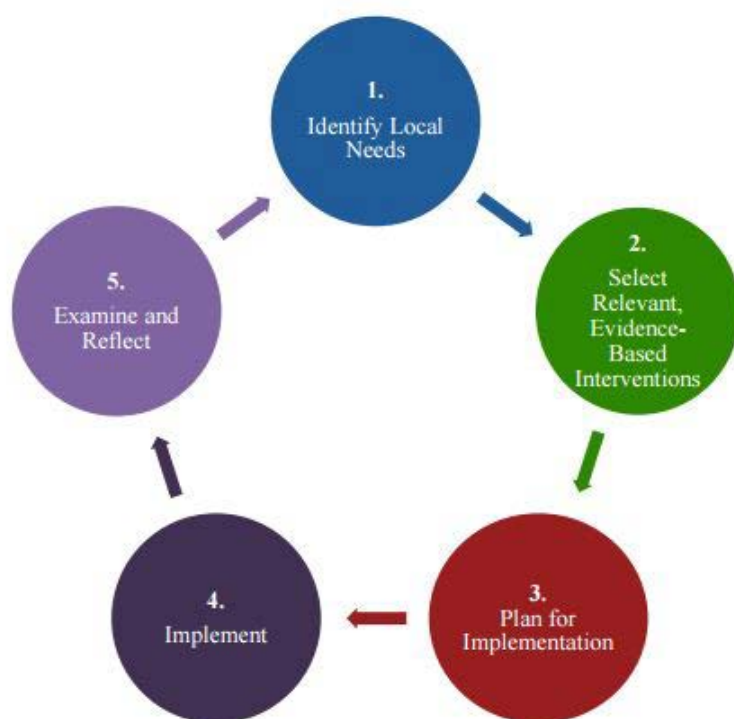 1.
Identify Local
Needs
2.
Select
Relevant,
Evidence-
Based
Interventions
3.
Plan for
Implementation
4.
Implement
5.
Examine and
Reflect